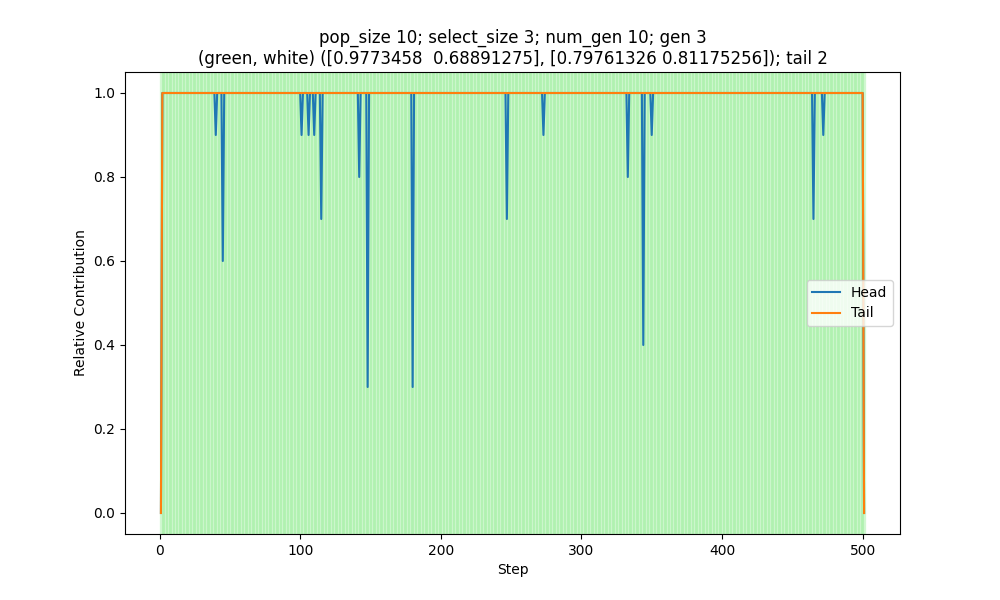 pop_size 10; select_size 3; num_gen 10; gen 3
(green, white) ([0.9773458  0.68891275], [0.79761326 0.81175256]); tail 2
1.0
0.8
0.6
0.4
0.2
0.0
Relative Contribution
Head
Tail
0
100
200
300
400
500
Step